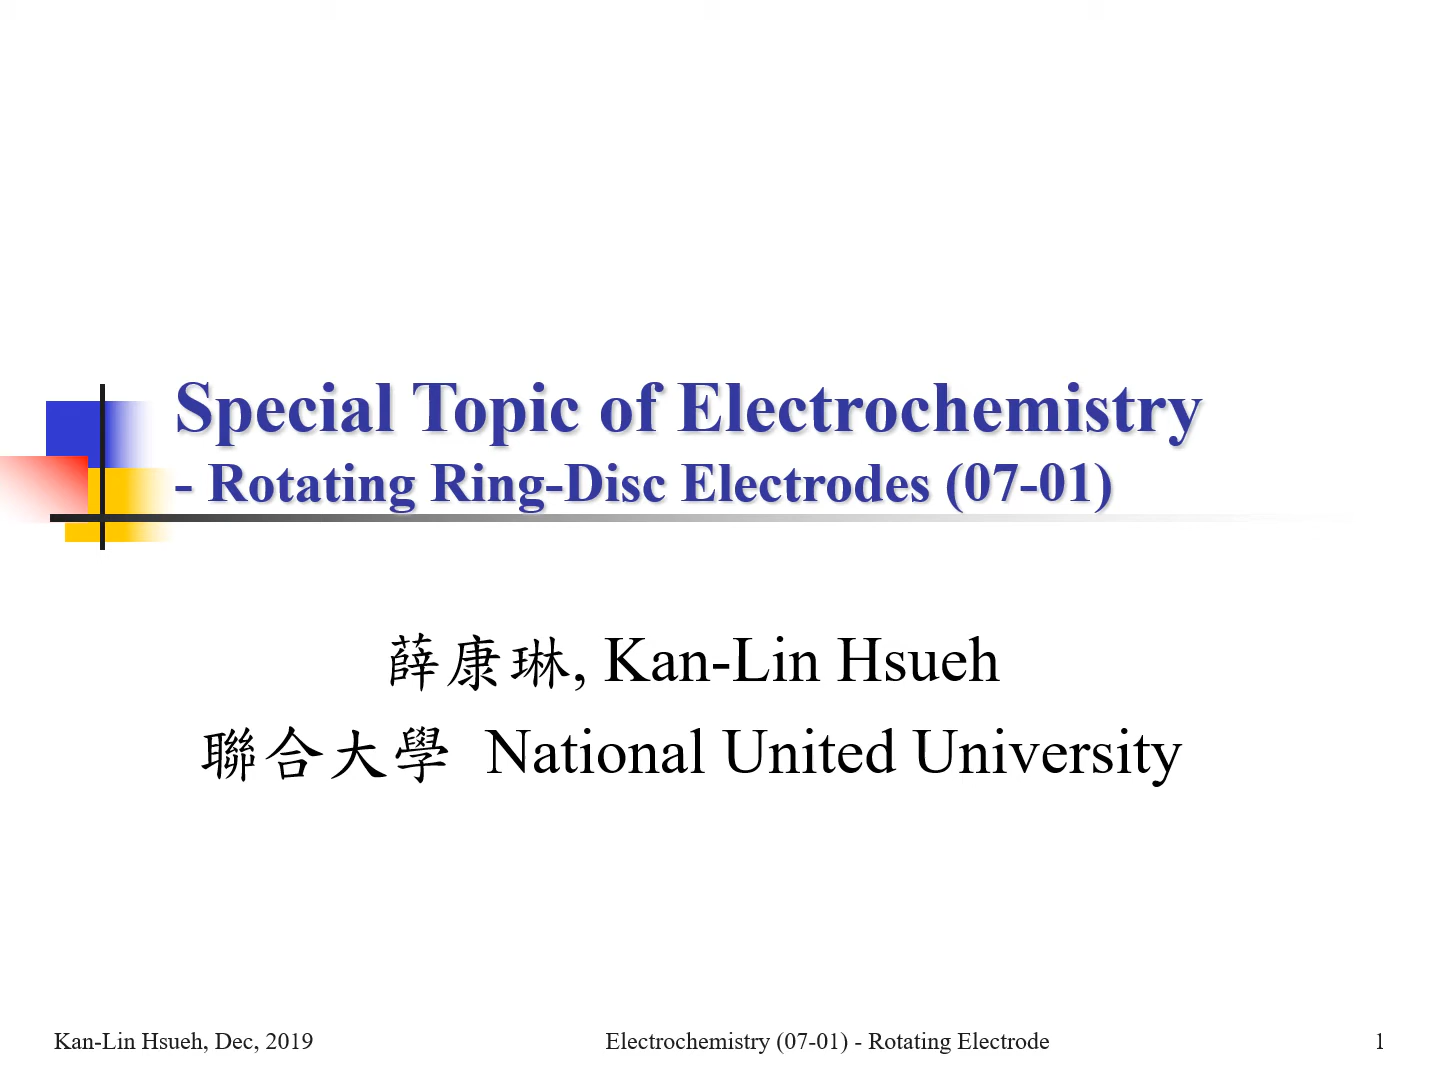 Special Topic of Electrochemistry
- Rotating Ring-Disc Electrodes (07-01)
薛康琳, Kan-Lin Hsueh
聯合大學 National United University
Kan-Lin Hsueh, Dec, 2019
Electrochemistry (07-01) - Rotating Electrode
1